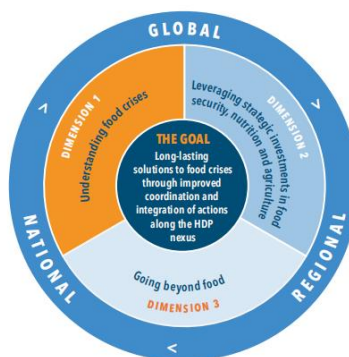 GLOBAL
DIMENSION 1
Understanding food crises
Leveraging strategic investments in food
security, nutrition and agriculture
DIMENSION 2
THE GOAL
Long-lasting
solutions to food crises
through improved
coordination and
integration of actions
along the HDP
nexus
Going beyond food
DIMENSION 3
NATIONAL
REGIONAL